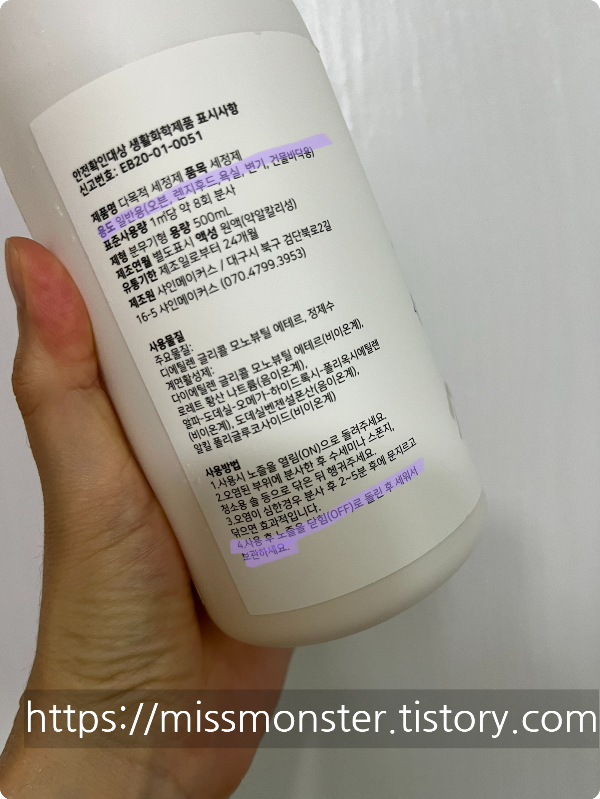 안전확인대상 생활화학제품 표시사항
신고번호: EB20-01-0051
제품명 다목적 세정제 품목 세정제
용도 일반용(오븐, 렌지후드,욕실, 변기, 건물바닥용)
표준사용량 1㎡당 약 8회 분사
제형 분무기형 용량 500mL
제조연월 별도표시 액성 원액(약알칼리성)
유통기한 제조일로부터 24개월
제조원 샤인메이커스 / 대구시 북구 검단북로2길
16-5 샤인메이커스 (070.4799.3953)
사용물질
주요물질:
디에틸렌 글리콜 모노뷰틸 에테르, 정제수
계면활성제:
다이에틸렌 글리콜 모노뷰틸 에테르(비이온계),
로레트 황산 나트륨(음이온계),
알파-도데실-오메가-하이드록시-폴리옥시에틸렌
(비이온계), 도데실벤젠설폰산(음이온계),
알킬 폴리글루코사이드(비이온계)
사용방법
1.사용시 노즐을 열림(ON)으로 돌려주세요.
2.오염된 부위에 분사한 후 수세미나 스폰지,
청소용 솔 등으로 닦은 뒤 헹궈주세요.
3.오염이 심한경우 분사 후 2~5분 후에 문지르고
닦으면 효과적입니다.
4.사용 후 노즐을 닫힘(OFF)로 돌린 후 세워서
보관하세요.
https://missmonster.tistory.com